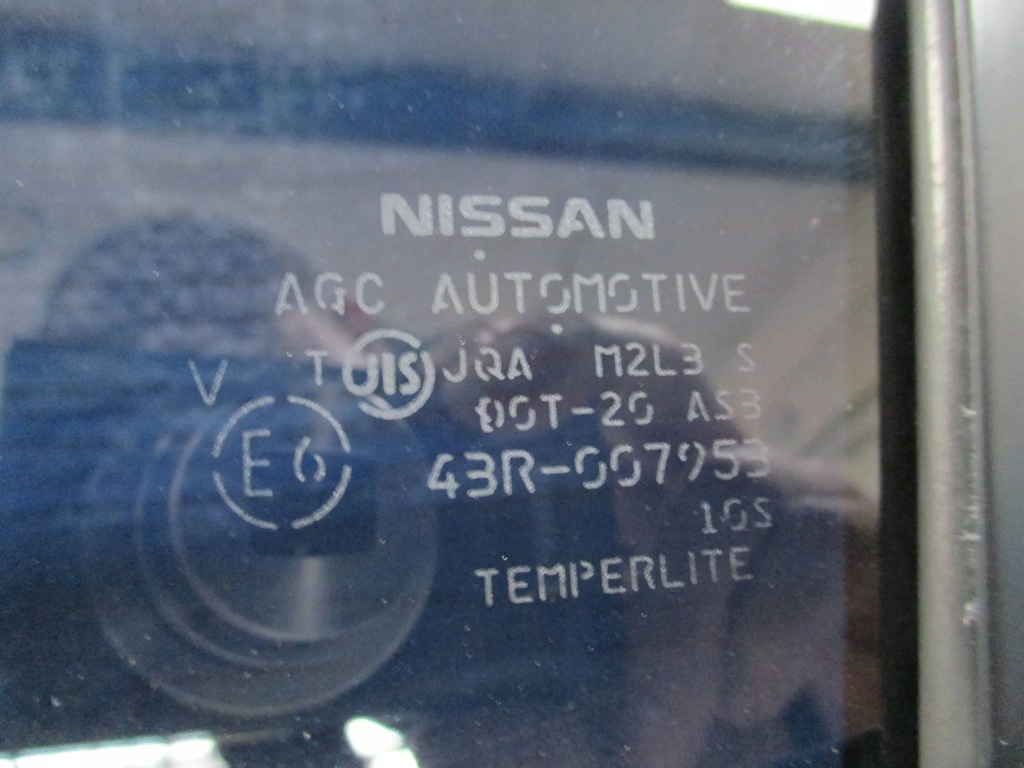 NISSAN
AGC AUTOMOTIVE
V T JIS JQA M2L3 S
DOT-20 AS3
E6 43R-007953
10S
TEMPERLITE